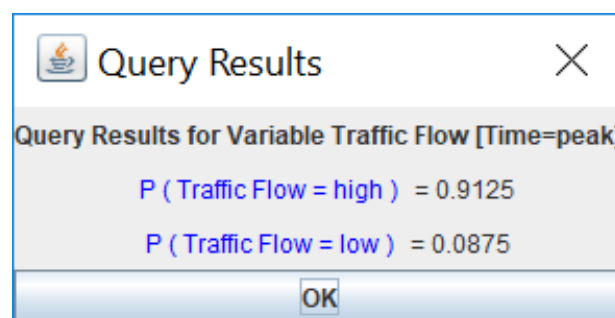 Query Results
Query Results for Variable Traffic Flow [Time=peak]
P ( Traffic Flow = high ) = 0.9125
P ( Traffic Flow = low ) = 0.0875
OK